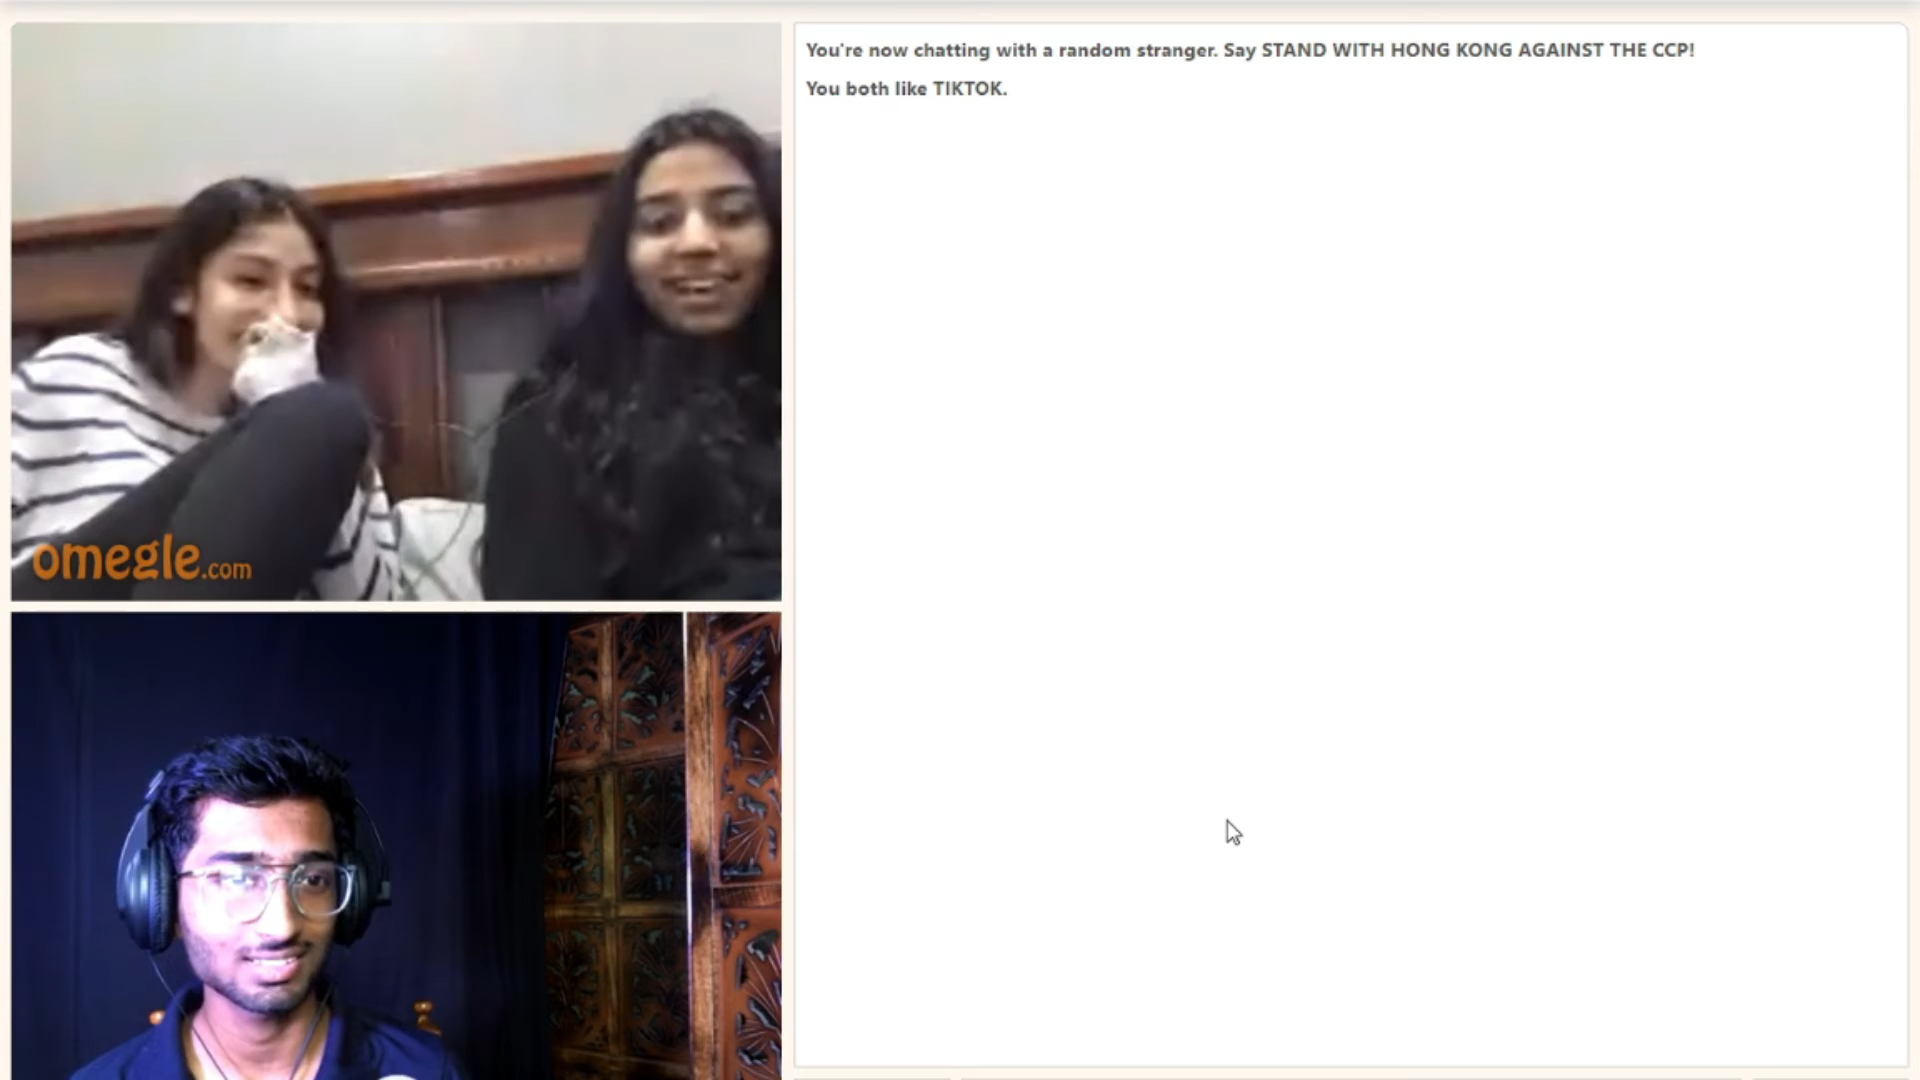 You're now chatting with a random stranger. Say STAND WITH HONG KONG AGAINST THE CCP!
You both like TIKTOK.
omegle.com